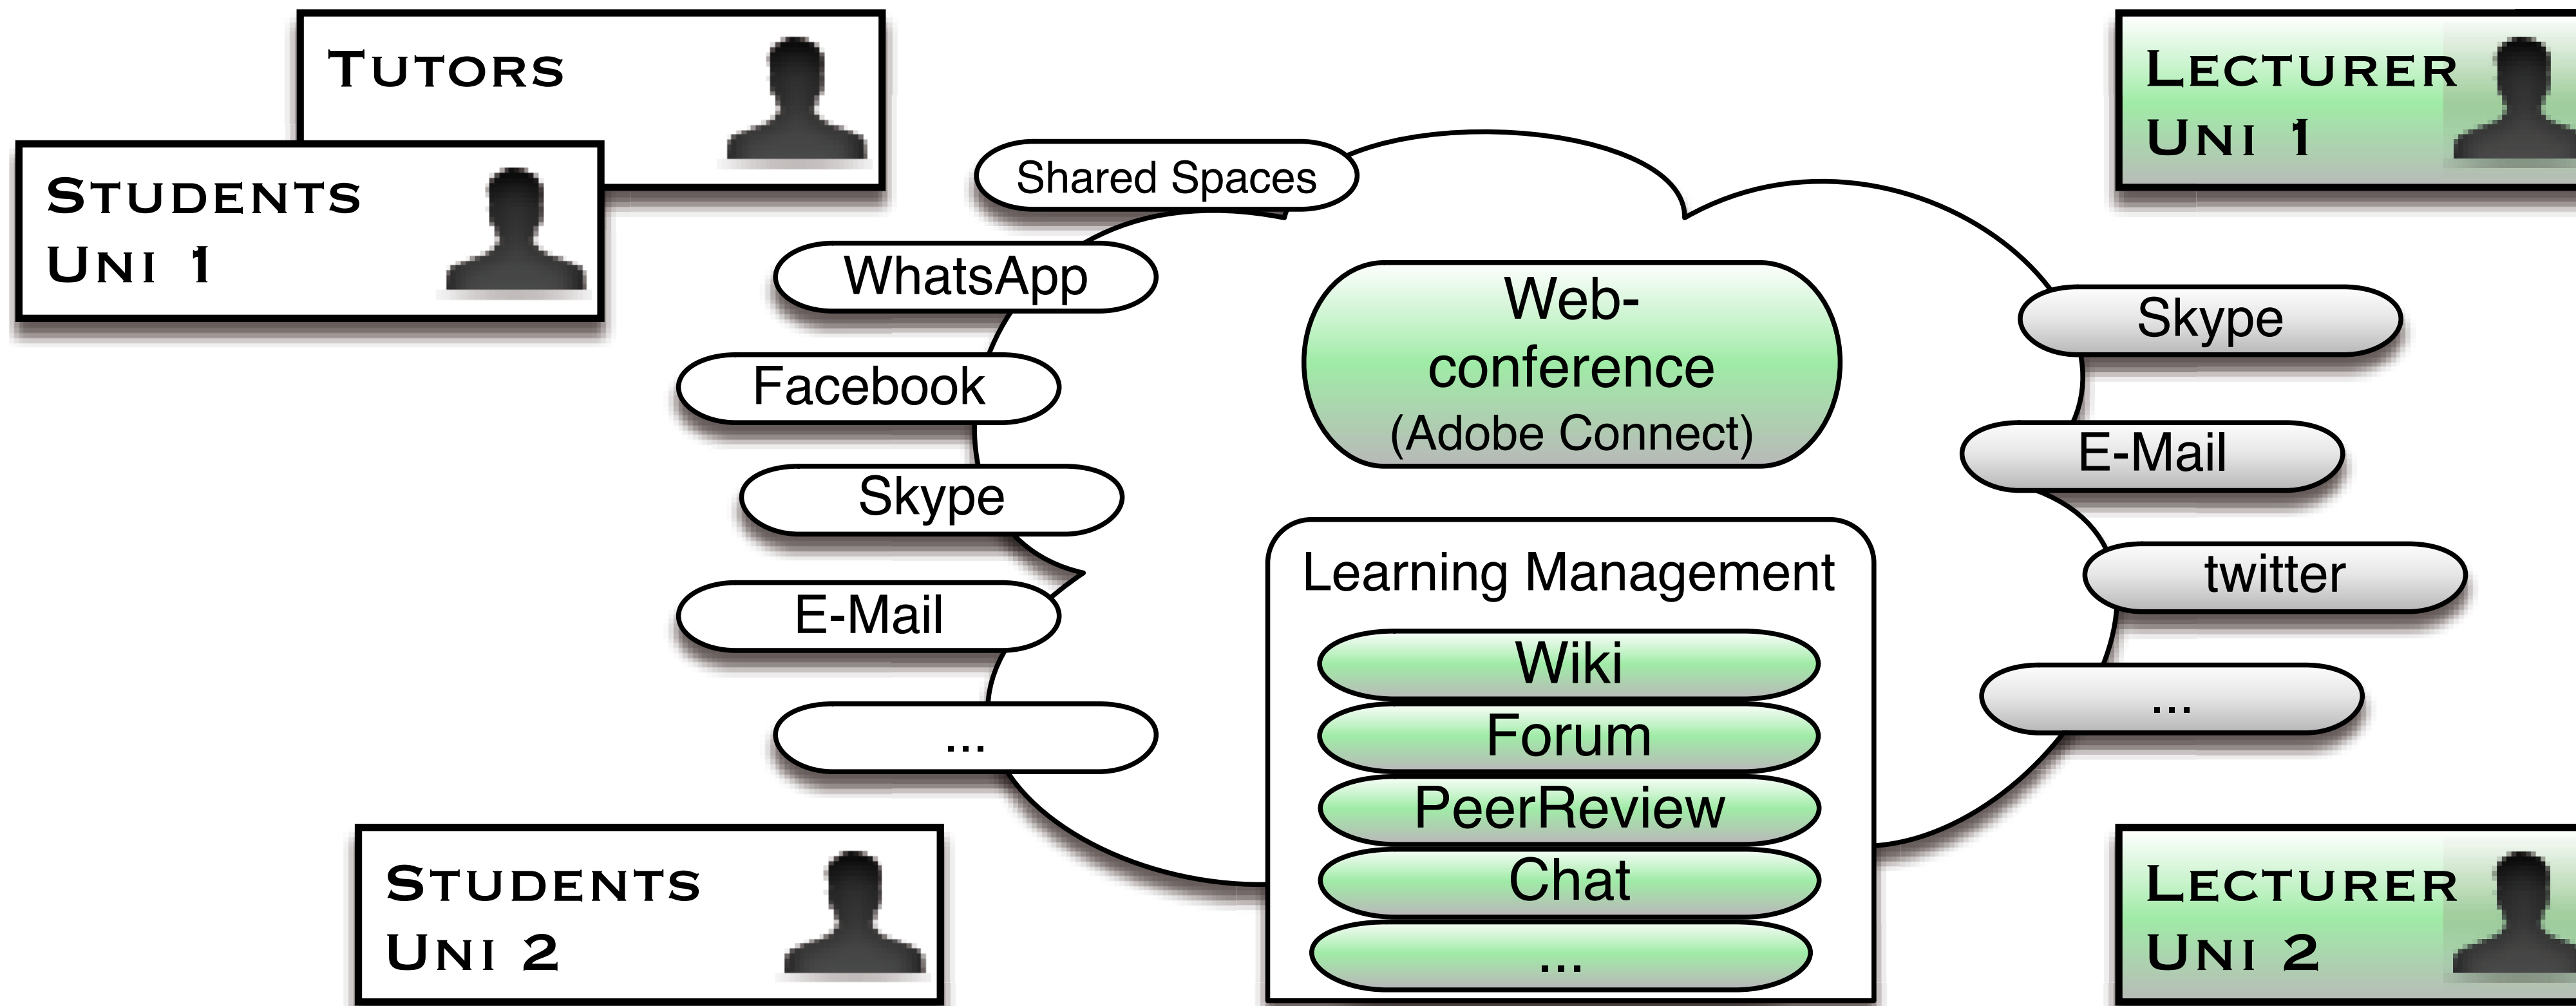 TUTORS
STUDENTS
UNI 1
LECTURER
UNI 1
Shared Spaces
WhatsApp
Facebook
Skype
E-Mail
...
Web-
conference
(Adobe Connect)
Learning Management
Wiki
Forum
PeerReview
Chat
...
Skype
E-Mail
twitter
...
STUDENTS
UNI 2
LECTURER
UNI 2